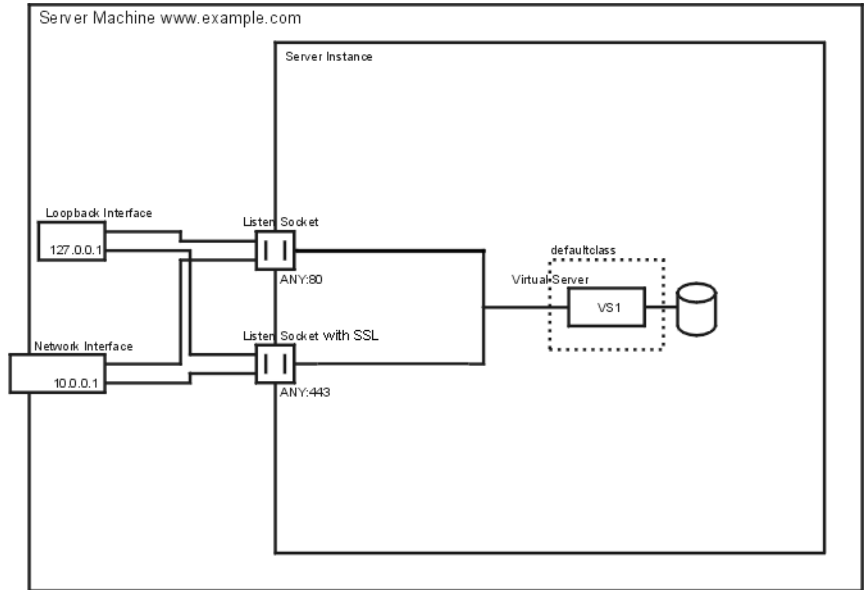 Server Machine www.example.com
Server Instance
Loopback Interface
127.0.0.1
Listen Socket
ANY:80
defaultclass
Virtual Server
VS1
Listen Socket with SSL
Network Interface
10.0.0.1
ANY:443